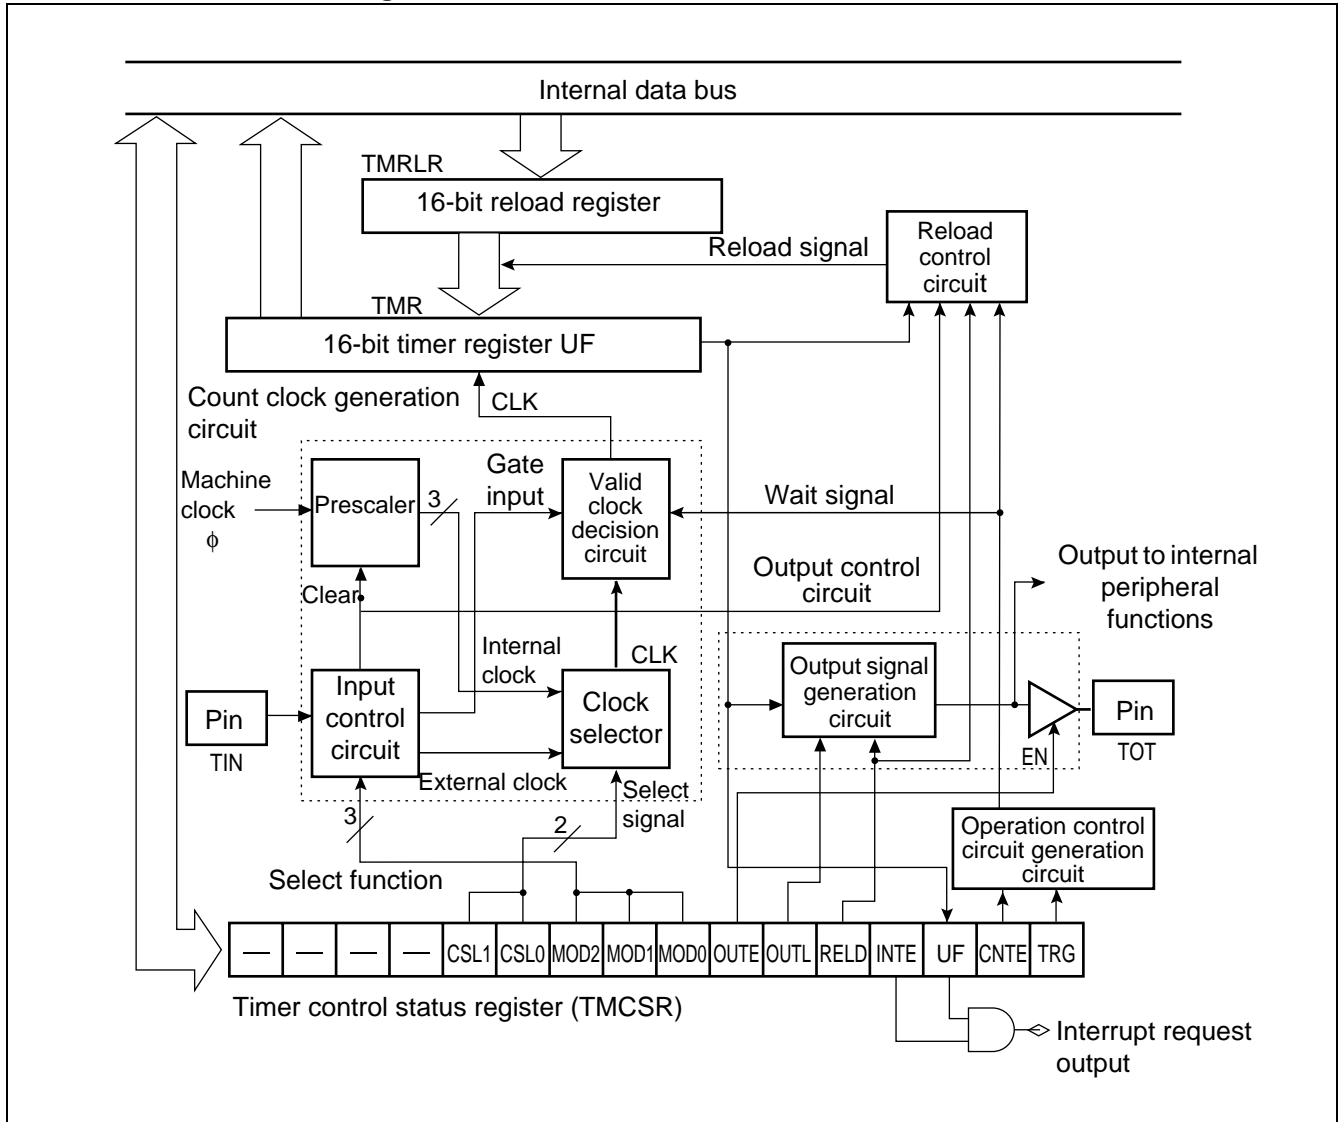 Internal data bus
TMRLR
16-bit reload register
Reload signal
Reload
control
circuit
TMR
16-bit timer register UF
Count clock generation
circuit
CLK
Machine
clock
ϕ
Prescaler
3
Gate
input
Valid
clock
decision
circuit
Wait signal
Clear
Output control
circuit
Output to internal
peripheral
functions
Internal
clock
CLK
Pin
TIN
Input
control
circuit
Clock
selector
External clock
Output signal
generation
circuit
EN
Pin
TOT
3
2
Select
signal
Select function
Operation control
circuit generation
circuit
— — — — CSL1 CSL0 MOD2 MOD1 MOD0 OUTE OUTL RELD INTE UF CNTE TRG
Timer control status register (TMCSR)
Interrupt request
output